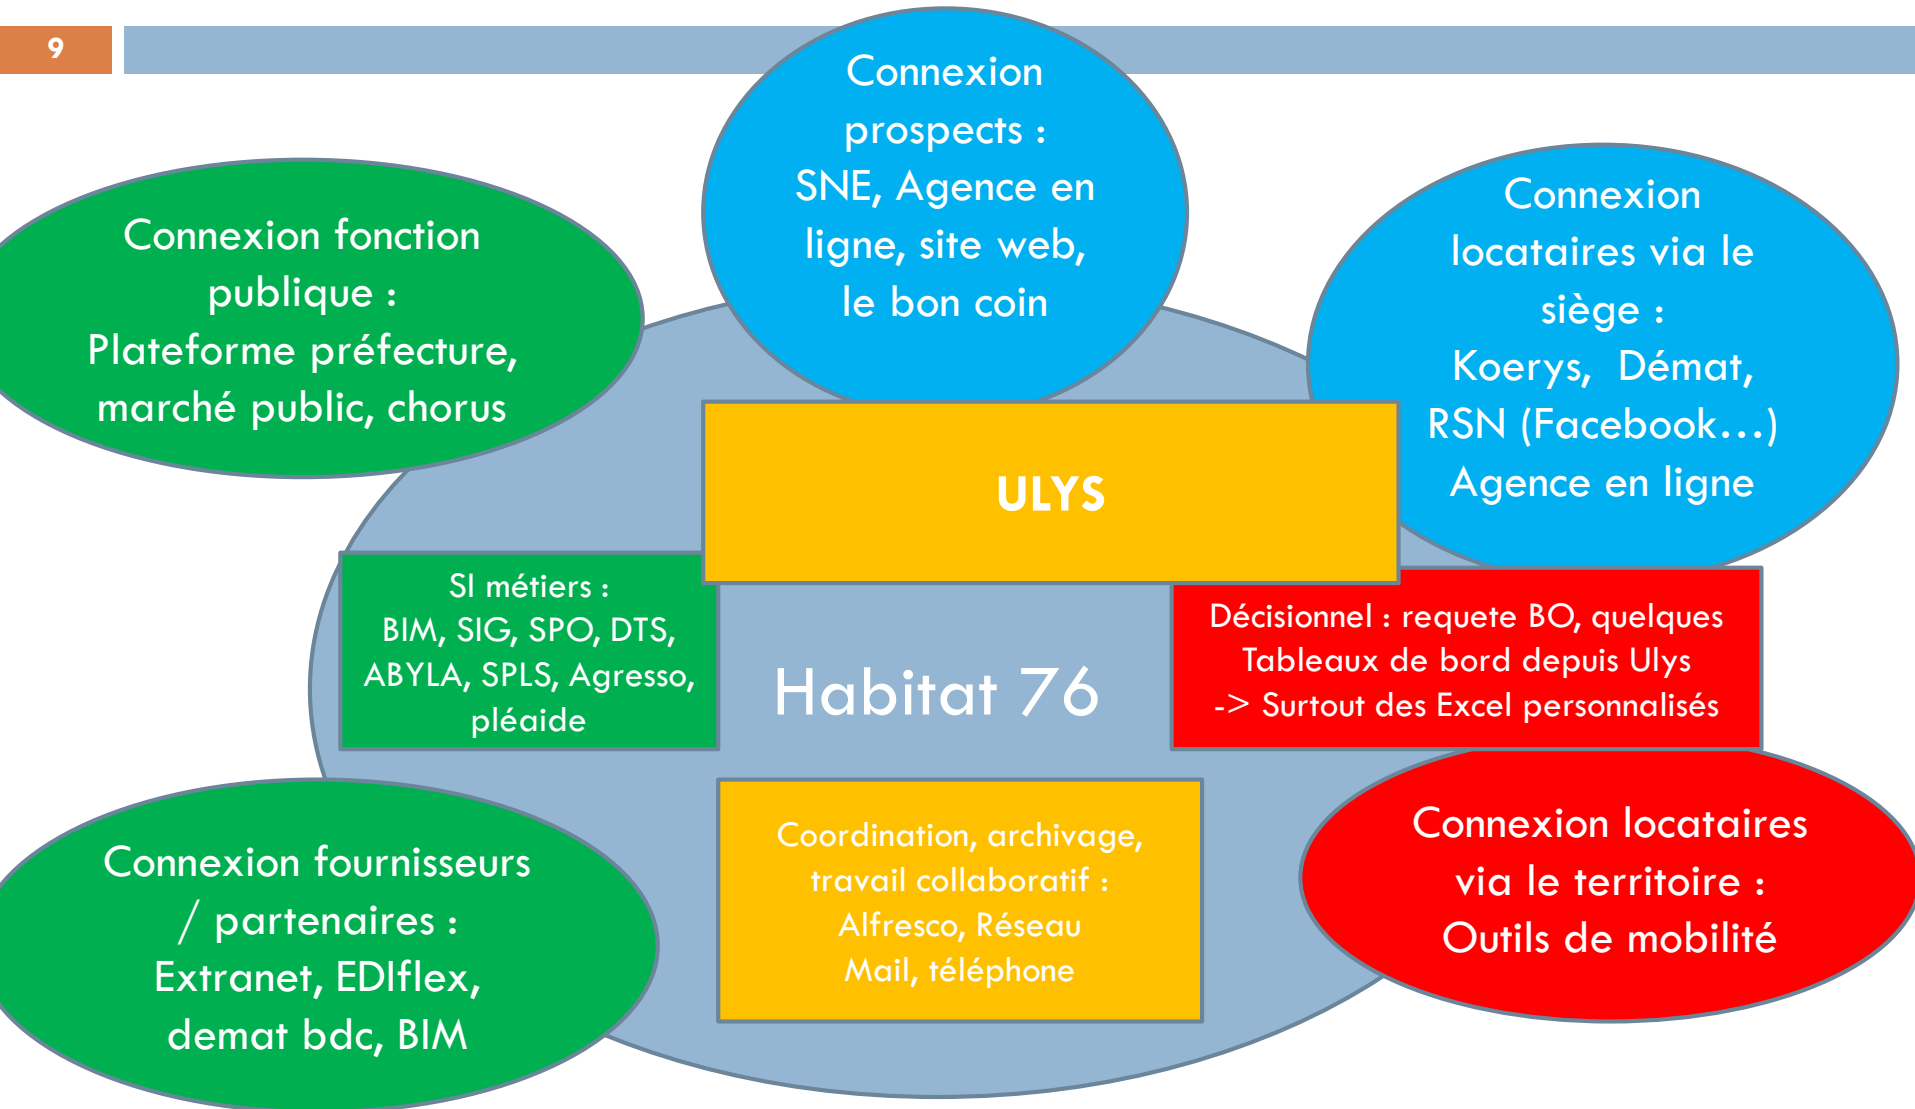 9
Connexion
prospects :
SNE, Agence en
ligne, site web,
le bon coin
Connexion fonction
publique :
Plateforme préfecture,
marché public, chorus
Connexion
locataires via le
siège :
Koerys,  Démat,
RSN (Facebook…)
Agence en ligne
ULYS
SI métiers :
BIM, SIG, SPO, DTS,
ABYLA, SPLS, Agresso,
pléaide
Habitat 76
Décisionnel : requete BO, quelques
Tableaux de bord depuis Ulys
-> Surtout des Excel personnalisés
Connexion fournisseurs
/ partenaires :
Extranet, EDIflex,
demat bdc, BIM
Coordination, archivage,
travail collaboratif :
Alfresco, Réseau
Mail, téléphone
Connexion locataires
via le territoire :
Outils de mobilité